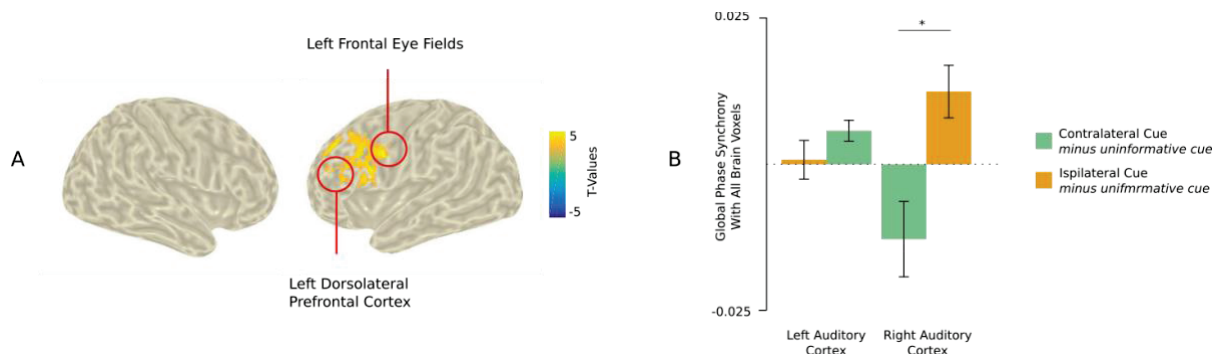 A
Left Frontal Eye Fields
Left Dorsolateral
Prefrontal Cortex
5
-5
T-Values
B
0.025
-0.025
Global Phase Synchrony
With All Brain Voxels
*
Left Auditory
Cortex
Right Auditory
Cortex
Contralateral Cue
minus uninformative cue
Ispilateral Cue
minus unifmrmative cue